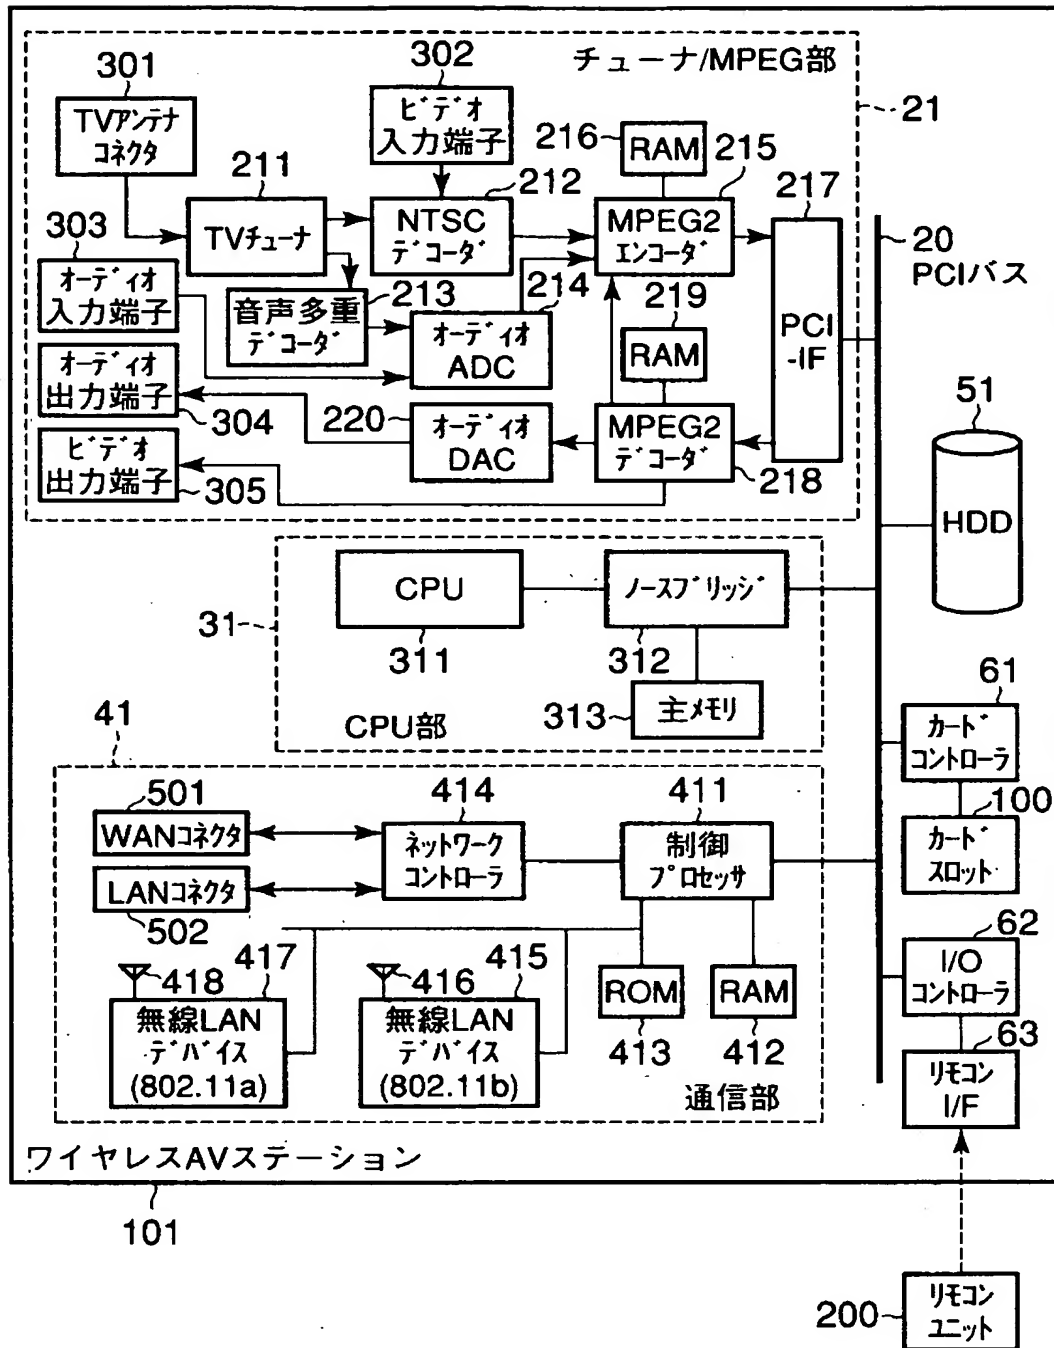 301
TVアンテナ
コネクタ
302
ビデオ
入力端子
チューナ/MPEG部
21
211
TVチューナ
212
NTSC
デコーダ
216
RAM
215
MPEG2
エンコーダ
217
PCI
-IF
20
PCIバス
303
オーディオ
入力端子
213
音声多重
デコーダ
214
オーディオ
ADC
219
RAM
オーディオ
出力端子
304
220
オーディオ
DAC
MPEG2
デコーダ
218
ビデオ
出力端子
305
51
HDD
CPU
311
ノースブリッジ
312
31
313
主メモリ
CPU部
61
カード
コントローラ
100
カード
スロット
41
501
WANコネクタ
LANコネクタ
502
414
ネットワーク
コントローラ
411
制御
プロセッサ
62
I/O
コントローラ
63
リモコン
I/F
418
417
無線LAN
デバイス
(802.11a)
416
415
無線LAN
デバイス
(802.11b)
ROM
413
RAM
412
通信部
ワイヤレスAVステーション
101
200
リモコン
ユニット